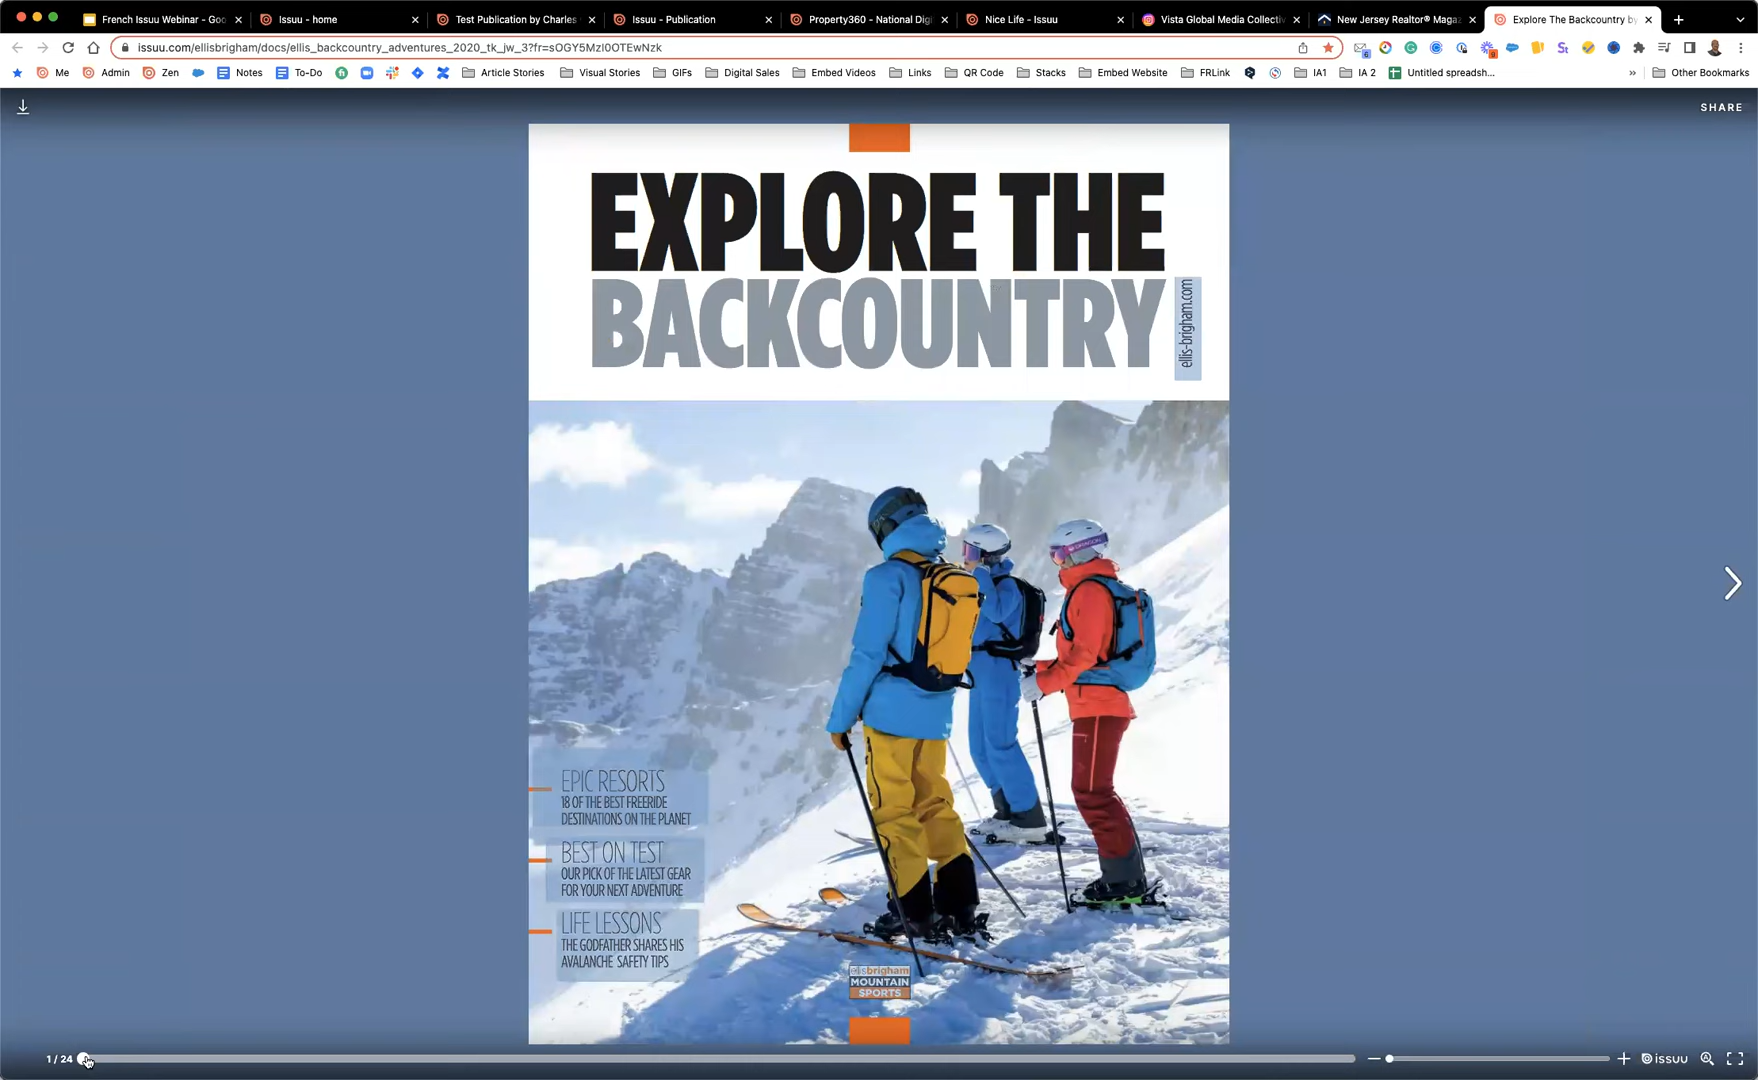 French Issuu Webinar - Goo
Issuu - home
Test Publication by Charles
Issuu - Publication
Property360 - National Digi
Nice Life - Issuu
Vista Global Media Collectiv
New Jersey Realtor® Magaz
Explore The Backcountry by
issuu.com/ellisbrigham/docs/ellis_backcountry_adventures_2020_tk_jw_3?fr=sOGY5MzI0OTEwNzk
Me
Admin
Zen
Notes
To-Do
Article Stories
Visual Stories
GIFs
Digital Sales
Embed Videos
Links
QR Code
Stacks
Embed Website
FRLink
IA1
IA 2
Untitled spreadsh...
Other Bookmarks
SHARE
EXPLORE THE
BACKCOUNTRY
ellis-brigham.com
EPIC RESORTS
18 OF THE BEST FREERIDE
DESTINATIONS ON THE PLANET
BEST ON TEST
OUR PICK OF THE LATEST GEAR
FOR YOUR NEXT ADVENTURE
LIFE LESSONS
THE GODFATHER SHARES HIS
AVALANCHE SAFETY TIPS
ellisbrigham
MOUNTAIN
SPORTS
1 / 24
issuu